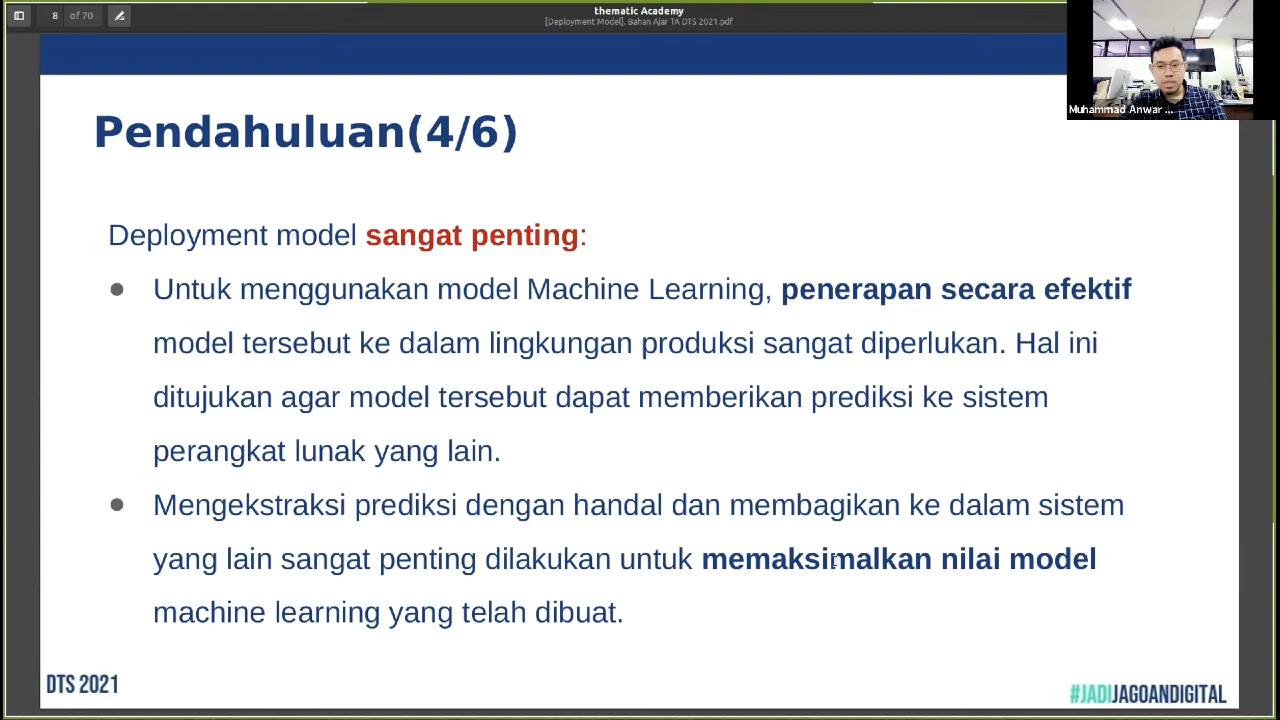 8 of 70
thematic Academy
[Deployment Model]. Bahan Ajar TA DTS 2021.pdf
Muhammad Anwar ...
Pendahuluan(4/6)
Deployment model sangat penting:
● Untuk menggunakan model Machine Learning, penerapan secara efektif
model tersebut ke dalam lingkungan produksi sangat diperlukan. Hal ini
ditujukan agar model tersebut dapat memberikan prediksi ke sistem
perangkat lunak yang lain.
● Mengekstraksi prediksi dengan handal dan membagikan ke dalam sistem
yang lain sangat penting dilakukan untuk memaksimalkan nilai model
machine learning yang telah dibuat.
DTS 2021
#JADIJAGOANDIGITAL